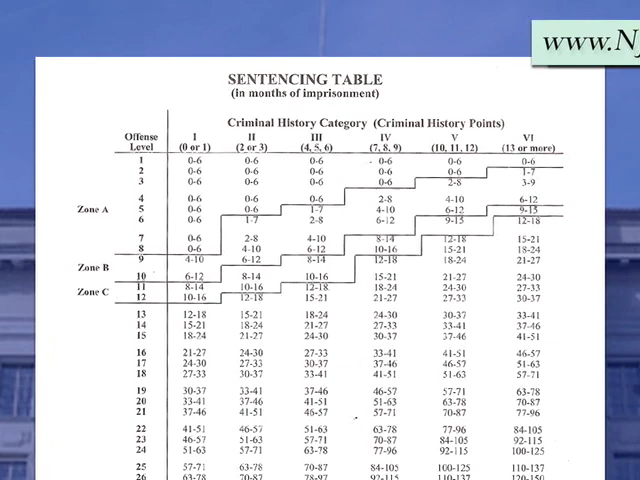 www.Nj
SENTENCING TABLE
(in months of imprisonment)
Criminal History Category (Criminal History Points)
Offense Level I (0 or 1) II (2 or 3) III (4, 5, 6) IV (7, 8, 9) V (10, 11, 12) VI (13 or more)
1 0-6 0-6 0-6 0-6 0-6 0-6
2 0-6 0-6 0-6 0-6 0-6 1-7
3 0-6 0-6 0-6 0-6 2-8 3-9
4 0-6 0-6 0-6 2-8 4-10 6-12
Zone A 5 0-6 0-6 1-7 4-10 6-12 9-15
6 0-6 1-7 2-8 6-12 9-15 12-18
7 0-6 2-8 4-10 8-14 12-18 15-21
8 0-6 4-10 6-12 10-16 15-21 18-24
9 4-10 6-12 8-14 12-18 18-24 21-27
Zone B
10 6-12 8-14 10-16 15-21 21-27 24-30
11 8-14 10-16 12-18 18-24 24-30 27-33
Zone C
12 10-16 12-18 15-21 21-27 27-33 30-37
13 12-18 15-21 18-24 24-30 30-37 33-41
14 15-21 18-24 21-27 27-33 33-41 37-46
15 18-24 21-27 24-30 30-37 37-46 41-51
16 21-27 24-30 27-33 33-41 41-51 46-57
17 24-30 27-33 30-37 37-46 46-57 51-63
18 27-33 30-37 33-41 41-51 51-63 57-71
19 30-37 33-41 37-46 46-57 57-71 63-78
20 33-41 37-46 41-51 51-63 63-78 70-87
21 37-46 41-51 46-57 57-71 70-87 77-96
22 41-51 46-57 51-63 63-78 77-96 84-105
23 46-57 51-63 57-71 70-87 84-105 92-115
24 51-63 57-71 63-78 77-96 92-115 100-125
25 57-71 63-78 70-87 84-105 100-125 110-137
26 63-78 70-87 78-97 92-115 110-137 120-150